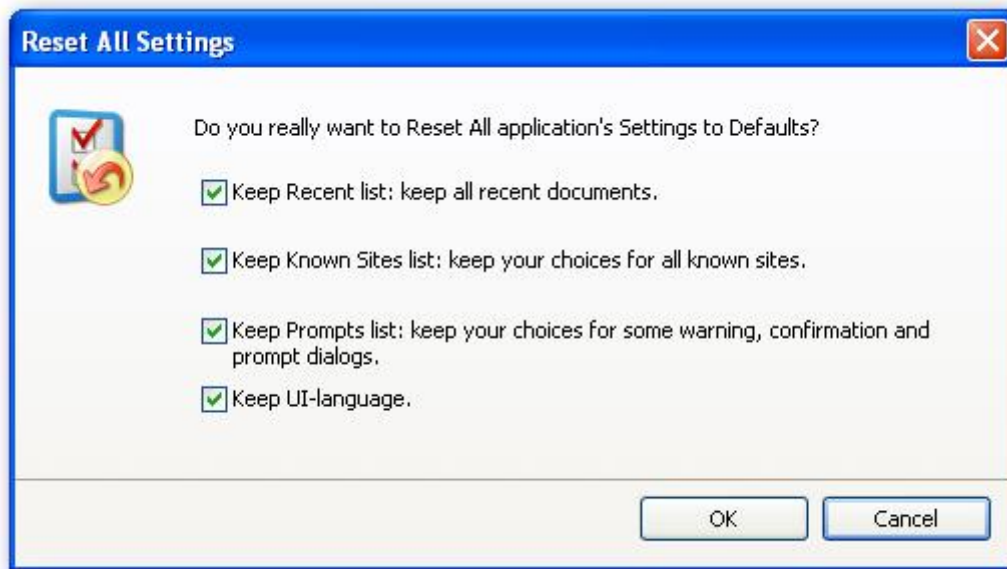 Reset All Settings
Do you really want to Reset All application's Settings to Defaults?
Keep Recent list: keep all recent documents.
Keep Known Sites list: keep your choices for all known sites.
Keep Prompts list: keep your choices for some warning, confirmation and
prompt dialogs.
Keep UI-language.
OK
Cancel